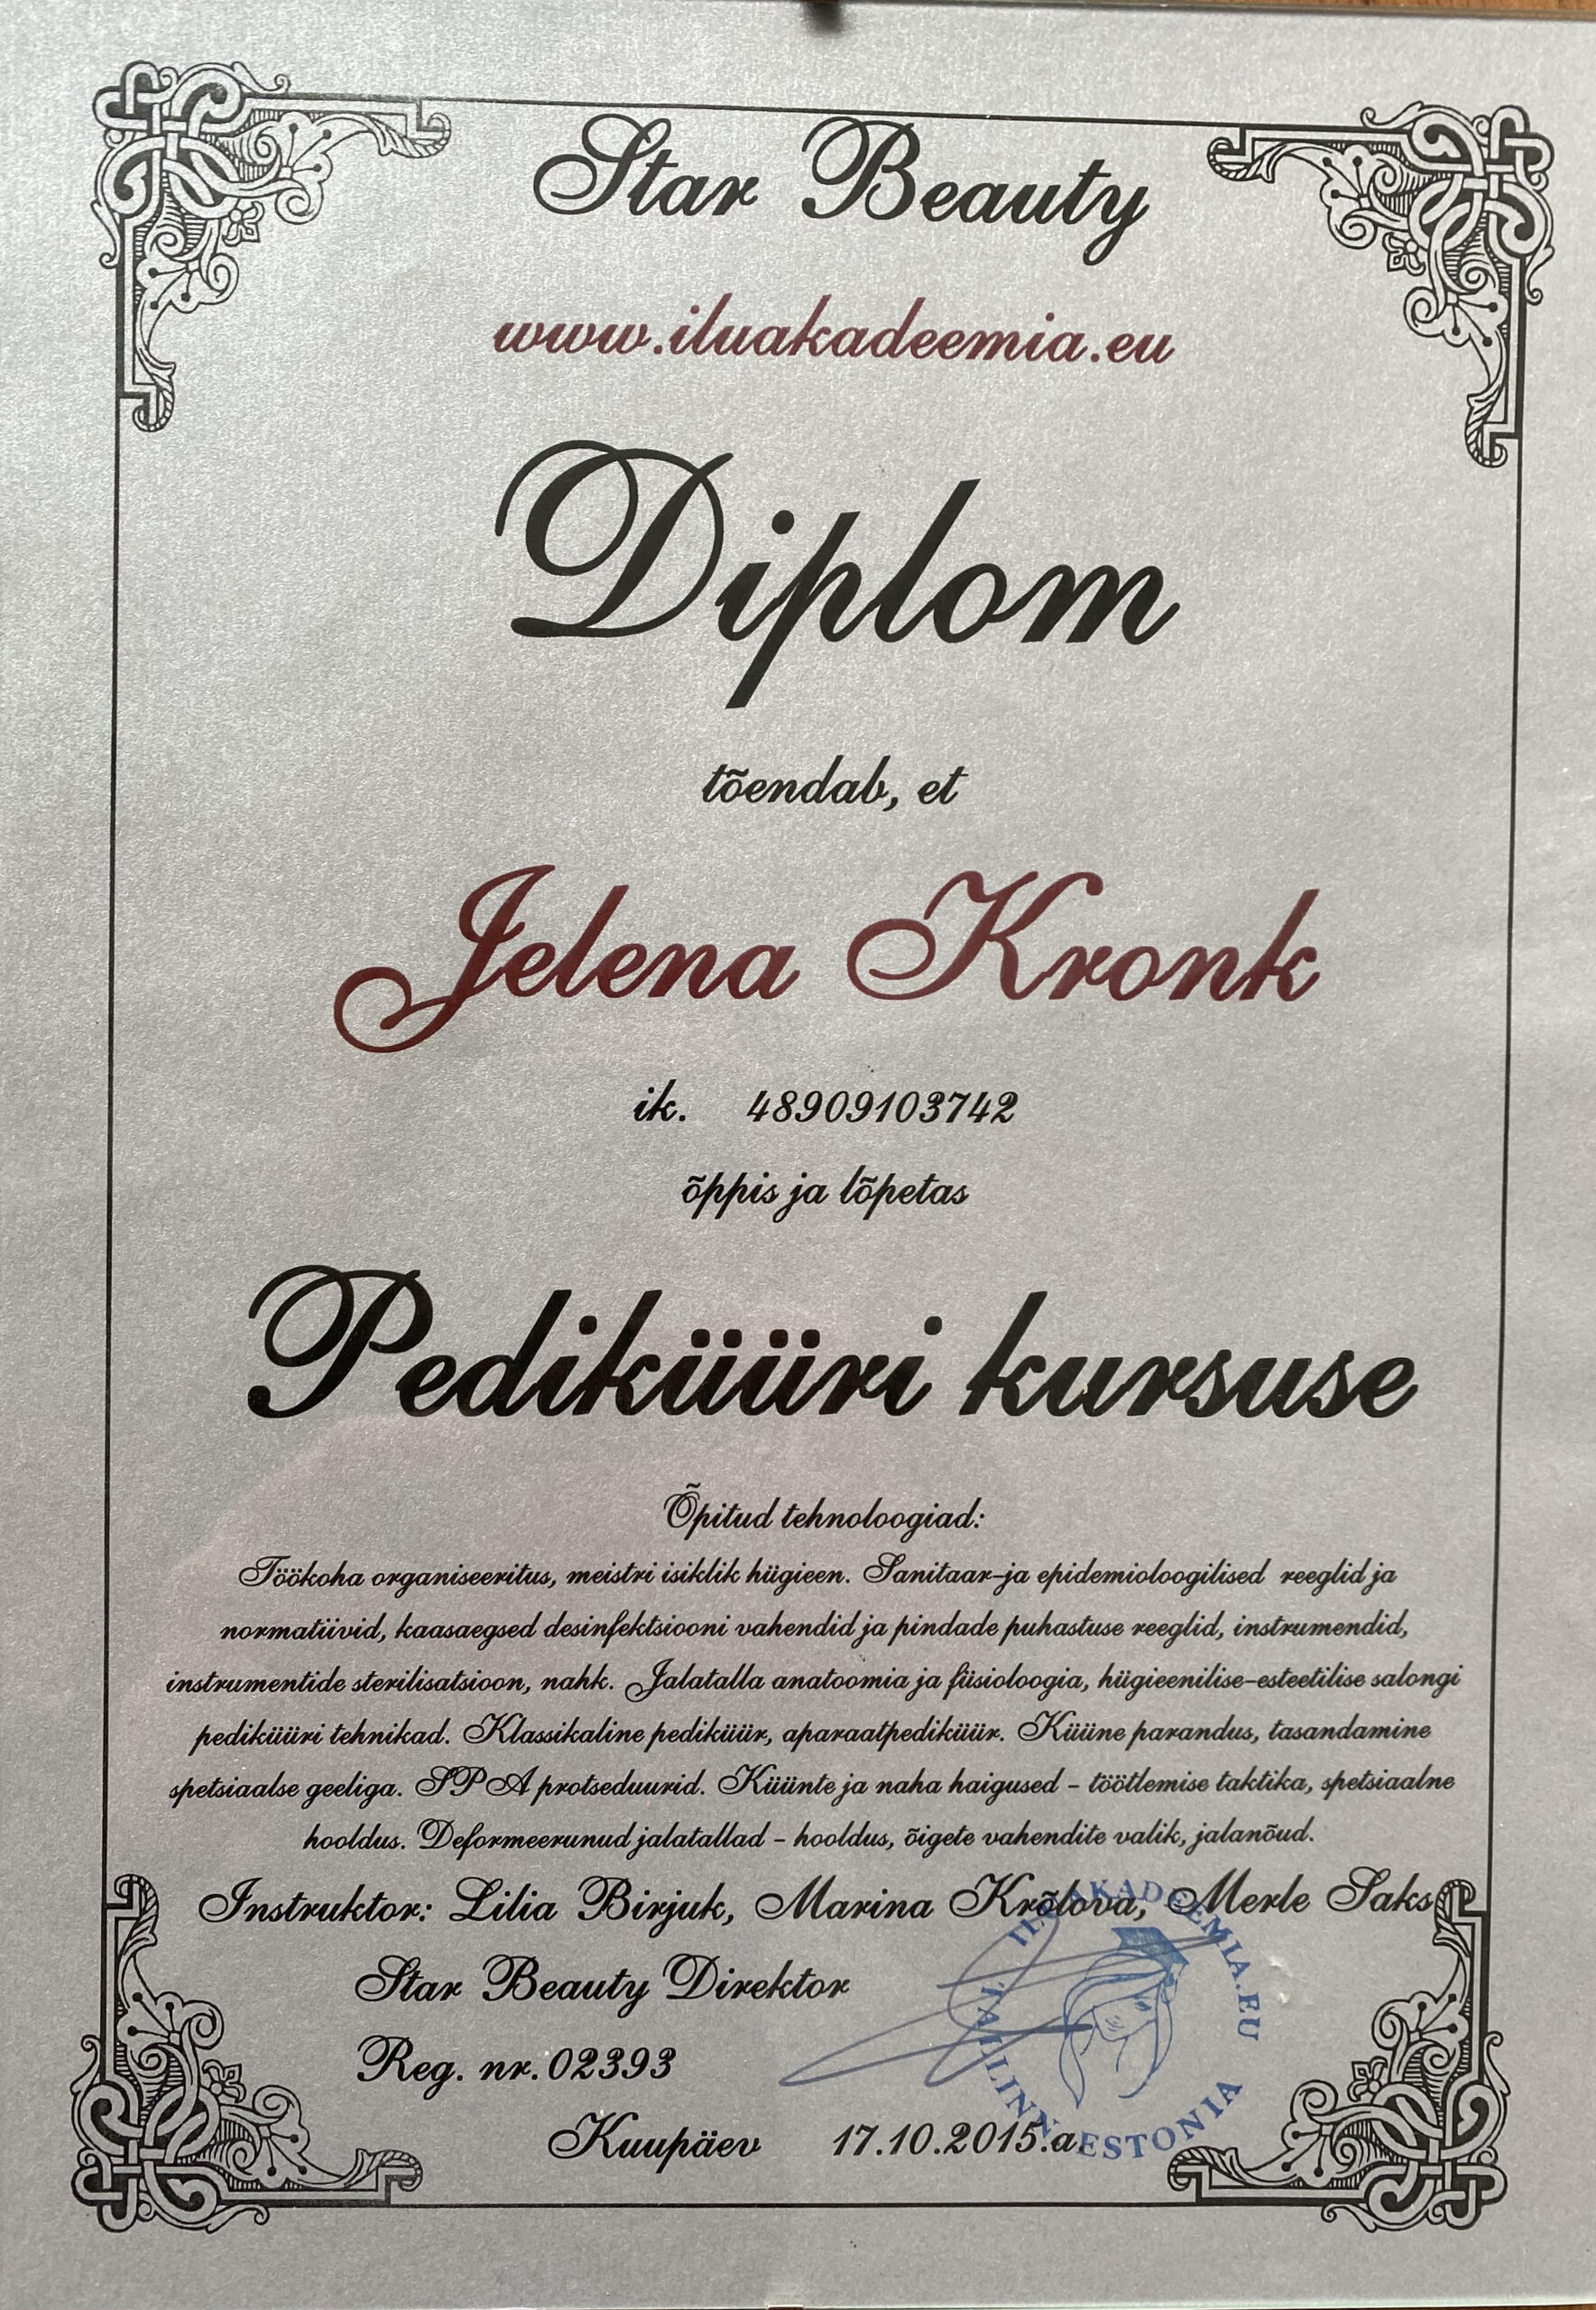 Star Beauty
www.iluakadeemia.eu
Diplom
tõendab, et
Jelena Kronk
ik. 48909103742
õppis ja lõpetas
Pediküüri kursuse
Õpitud tehnoloogiad:
Töökoha organiseeritus, meistri isiklik hügieen. Sanitaar-ja epidemioloogilised reeglid ja
normatiivid, kaasaegsed desinfektsiooni vahendid ja pindade puhastuse reeglid, instrumendid,
instrumentide sterilisatsioon, nahk. Jalatalla anatoomia ja füsioloogia, hügieenilise-esteetilise salongi
pediküüri tehnikad. Klassikaline pediküür, aparaatpediküür. Küüne parandus, tasandamine
spetsiaalse geeliga. SPA protseduurid. Küünte ja naha haigused - töötlemise taktika, spetsiaalne
hooldus. Deformeerunud jalatallad - hooldus, õigete vahendite valik, jalanõud.
Instruktor: Lilia Birjuk, Marina Krõlova, Merle Saks
Star Beauty Direktor
Reg. nr. 02393
Kuupäev 17.10.2015.a.
ILUAKADEEMIA.EU
TALLINN ESTONIA